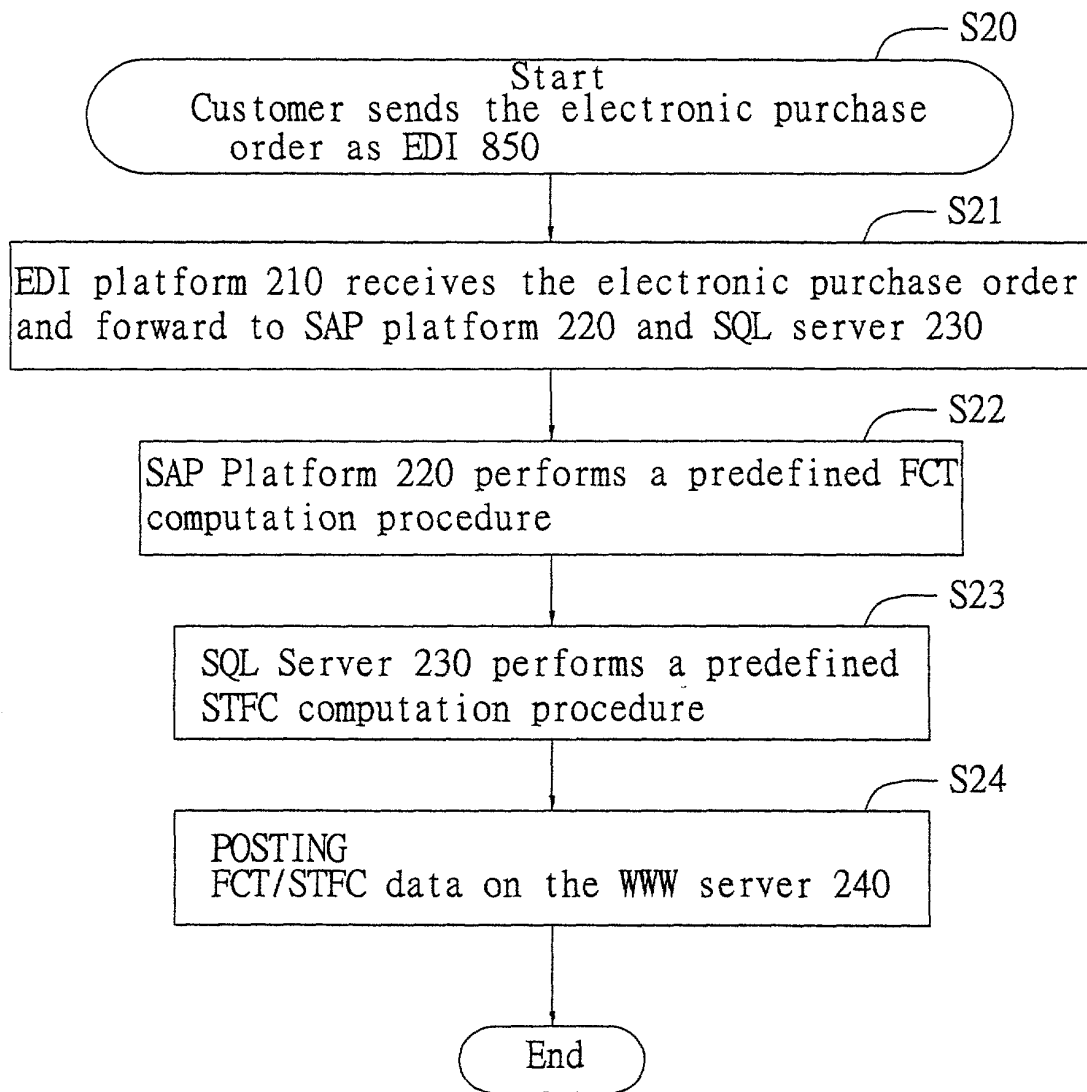 S20
Start
Customer sends the electronic purchase
order as EDI 850
S21
EDI platform 210 receives the electronic purchase order
and forward to SAP platform 220 and SQL server 230
S22
SAP Platform 220 performs a predefined FCT
computation procedure
S23
SQL Server 230 performs a predefined
STFC computation procedure
S24
POSTING
FCT/STFC data on the WWW server 240
End